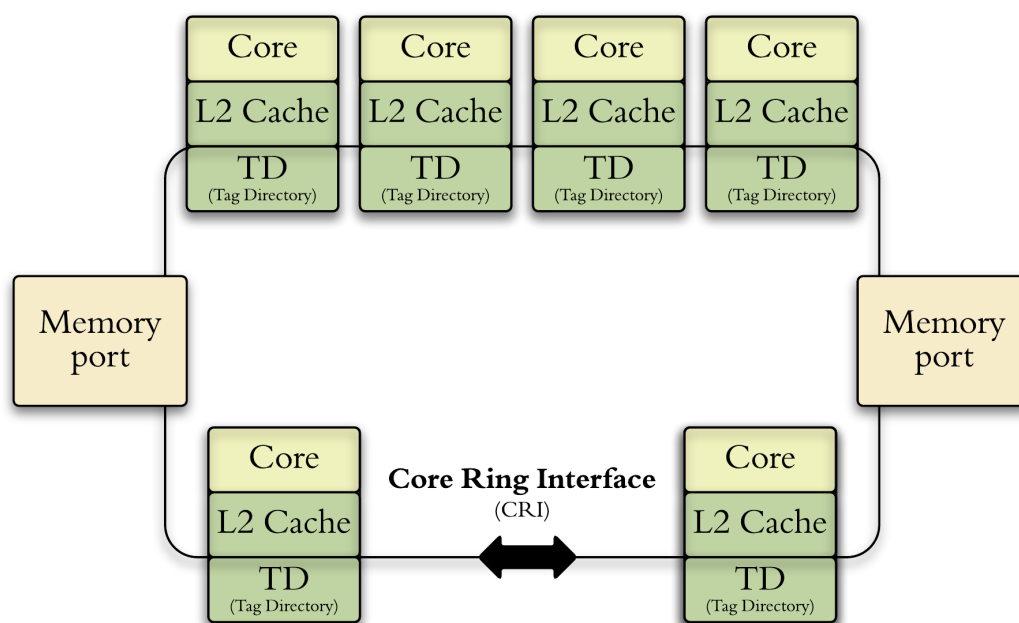 Core
Core
Core
Core
L2 Cache
L2 Cache
L2 Cache
L2 Cache
TD
TD
TD
TD
(Tag Directory)
(Tag Directory)
(Tag Directory)
(Tag Directory)
Memory
port
Memory
port
Core
L2 Cache
TD
(Tag Directory)
Core Ring Interface
(CRI)
Core
L2 Cache
TD
(Tag Directory)